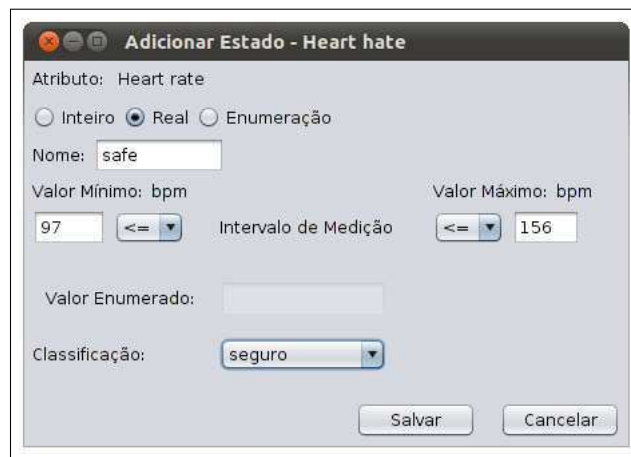 Adicionar Estado - Heart hate
Atributo: Heart rate
Inteiro Real Enumeração
Nome: safe
Valor Mínimo: bpm Valor Máximo: bpm
97 <= Intervalo de Medição <= 156
Valor Enumerado:
Classificação: seguro
Salvar Cancelar